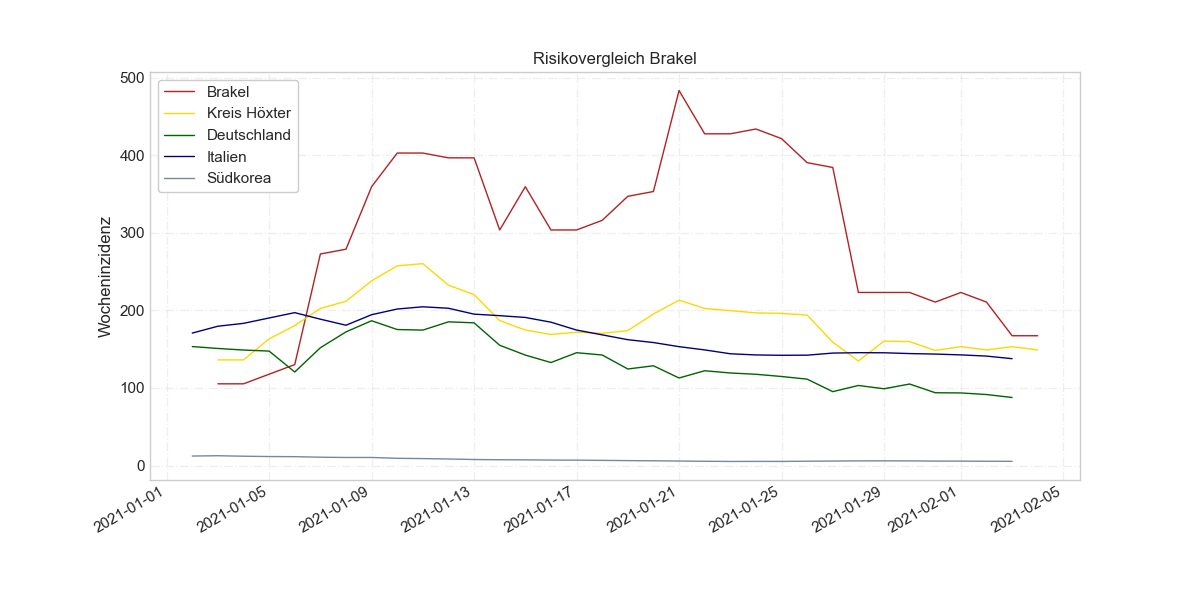 Risikovergleich Brakel
Wocheninzidenz
500
400
300
200
100
0
Brakel
Kreis Höxter
Deutschland
Italien
Südkorea
2021-01-01
2021-01-05
2021-01-09
2021-01-13
2021-01-17
2021-01-21
2021-01-25
2021-01-29
2021-02-01
2021-02-05